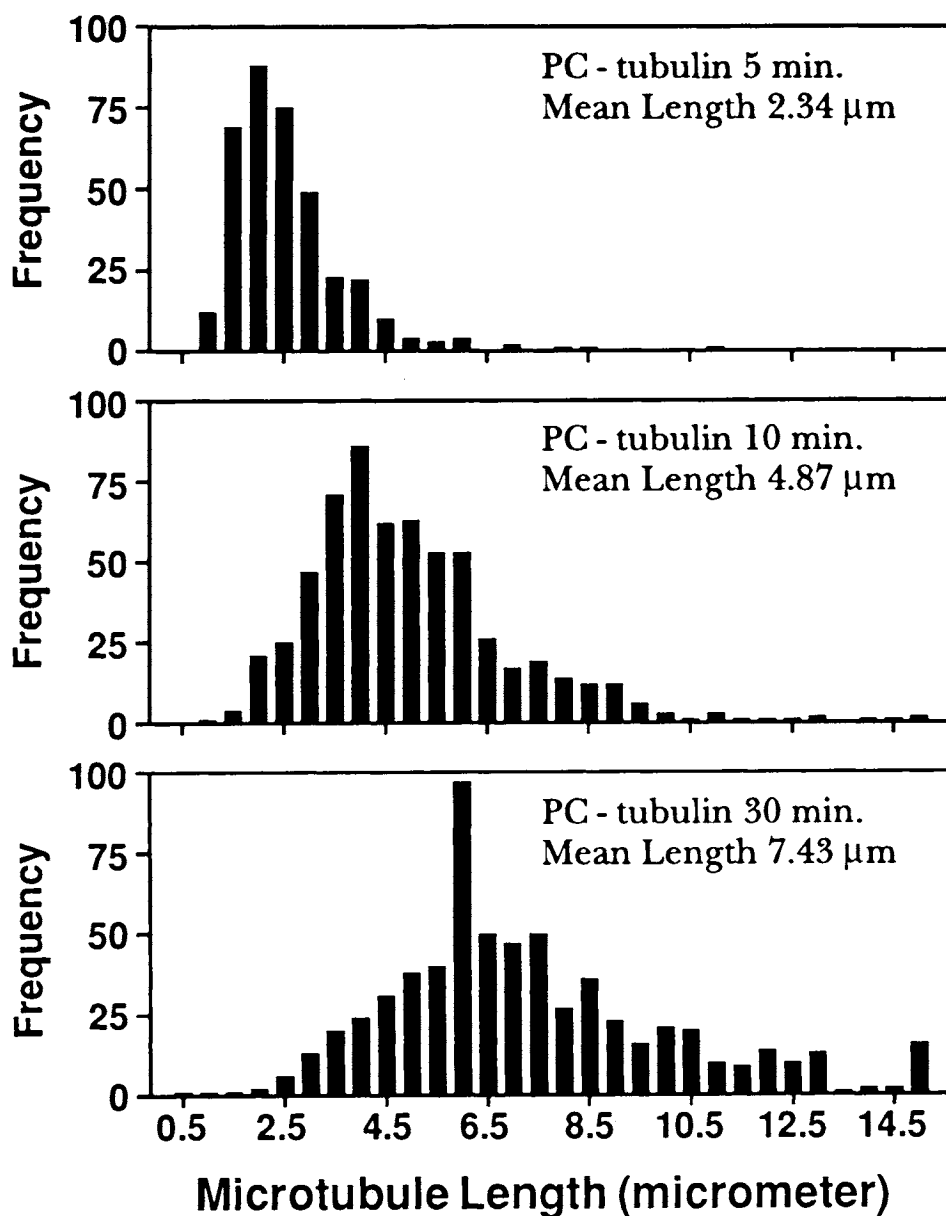 100
75
50
25
0
Frequency
PC - tubulin 5 min.
Mean Length 2.34 μm
100
75
50
25
0
Frequency
PC - tubulin 10 min.
Mean Length 4.87 μm
100
75
50
25
0
Frequency
PC - tubulin 30 min.
Mean Length 7.43 μm
0.5 2.5 4.5 6.5 8.5 10.5 12.5 14.5
Microtubule Length (micrometer)